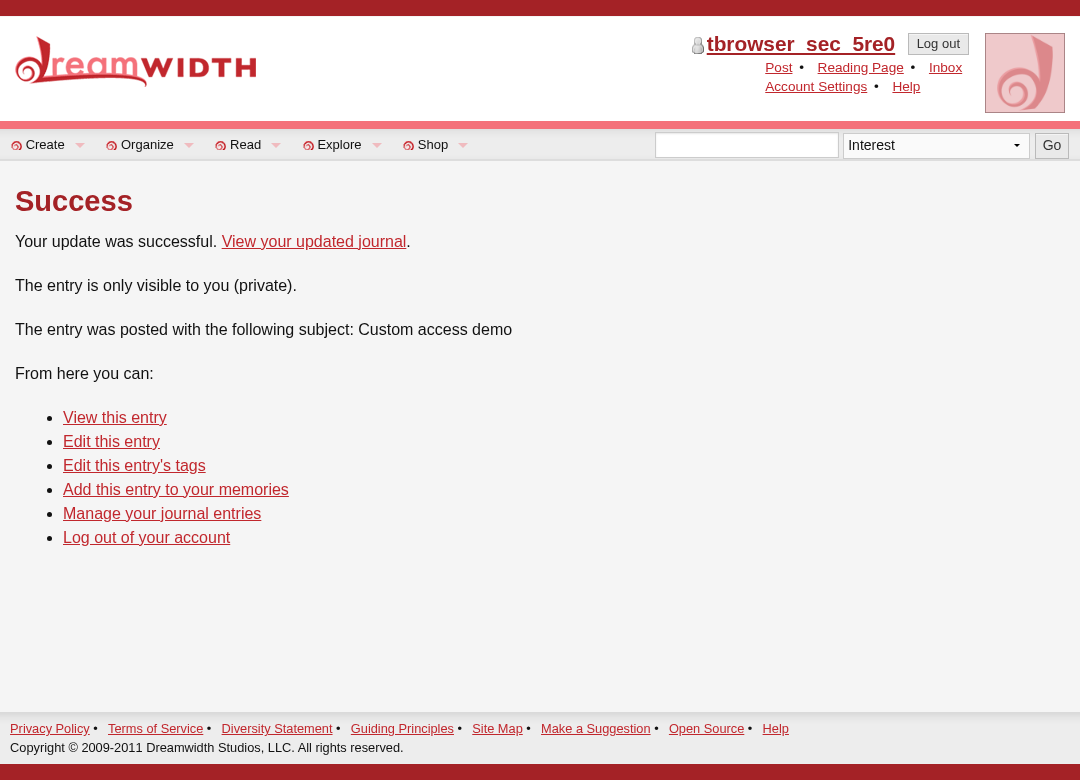 dreamWIDTH
tbrowser_sec_5re0 Log out
Post • Reading Page • Inbox
Account Settings • Help
Create Organize Read Explore Shop Interest Go
Success
Your update was successful. View your updated journal.
The entry is only visible to you (private).
The entry was posted with the following subject: Custom access demo
From here you can:
• View this entry
• Edit this entry
• Edit this entry's tags
• Add this entry to your memories
• Manage your journal entries
• Log out of your account
Privacy Policy • Terms of Service • Diversity Statement • Guiding Principles • Site Map • Make a Suggestion • Open Source • Help
Copyright © 2009-2011 Dreamwidth Studios, LLC. All rights reserved.